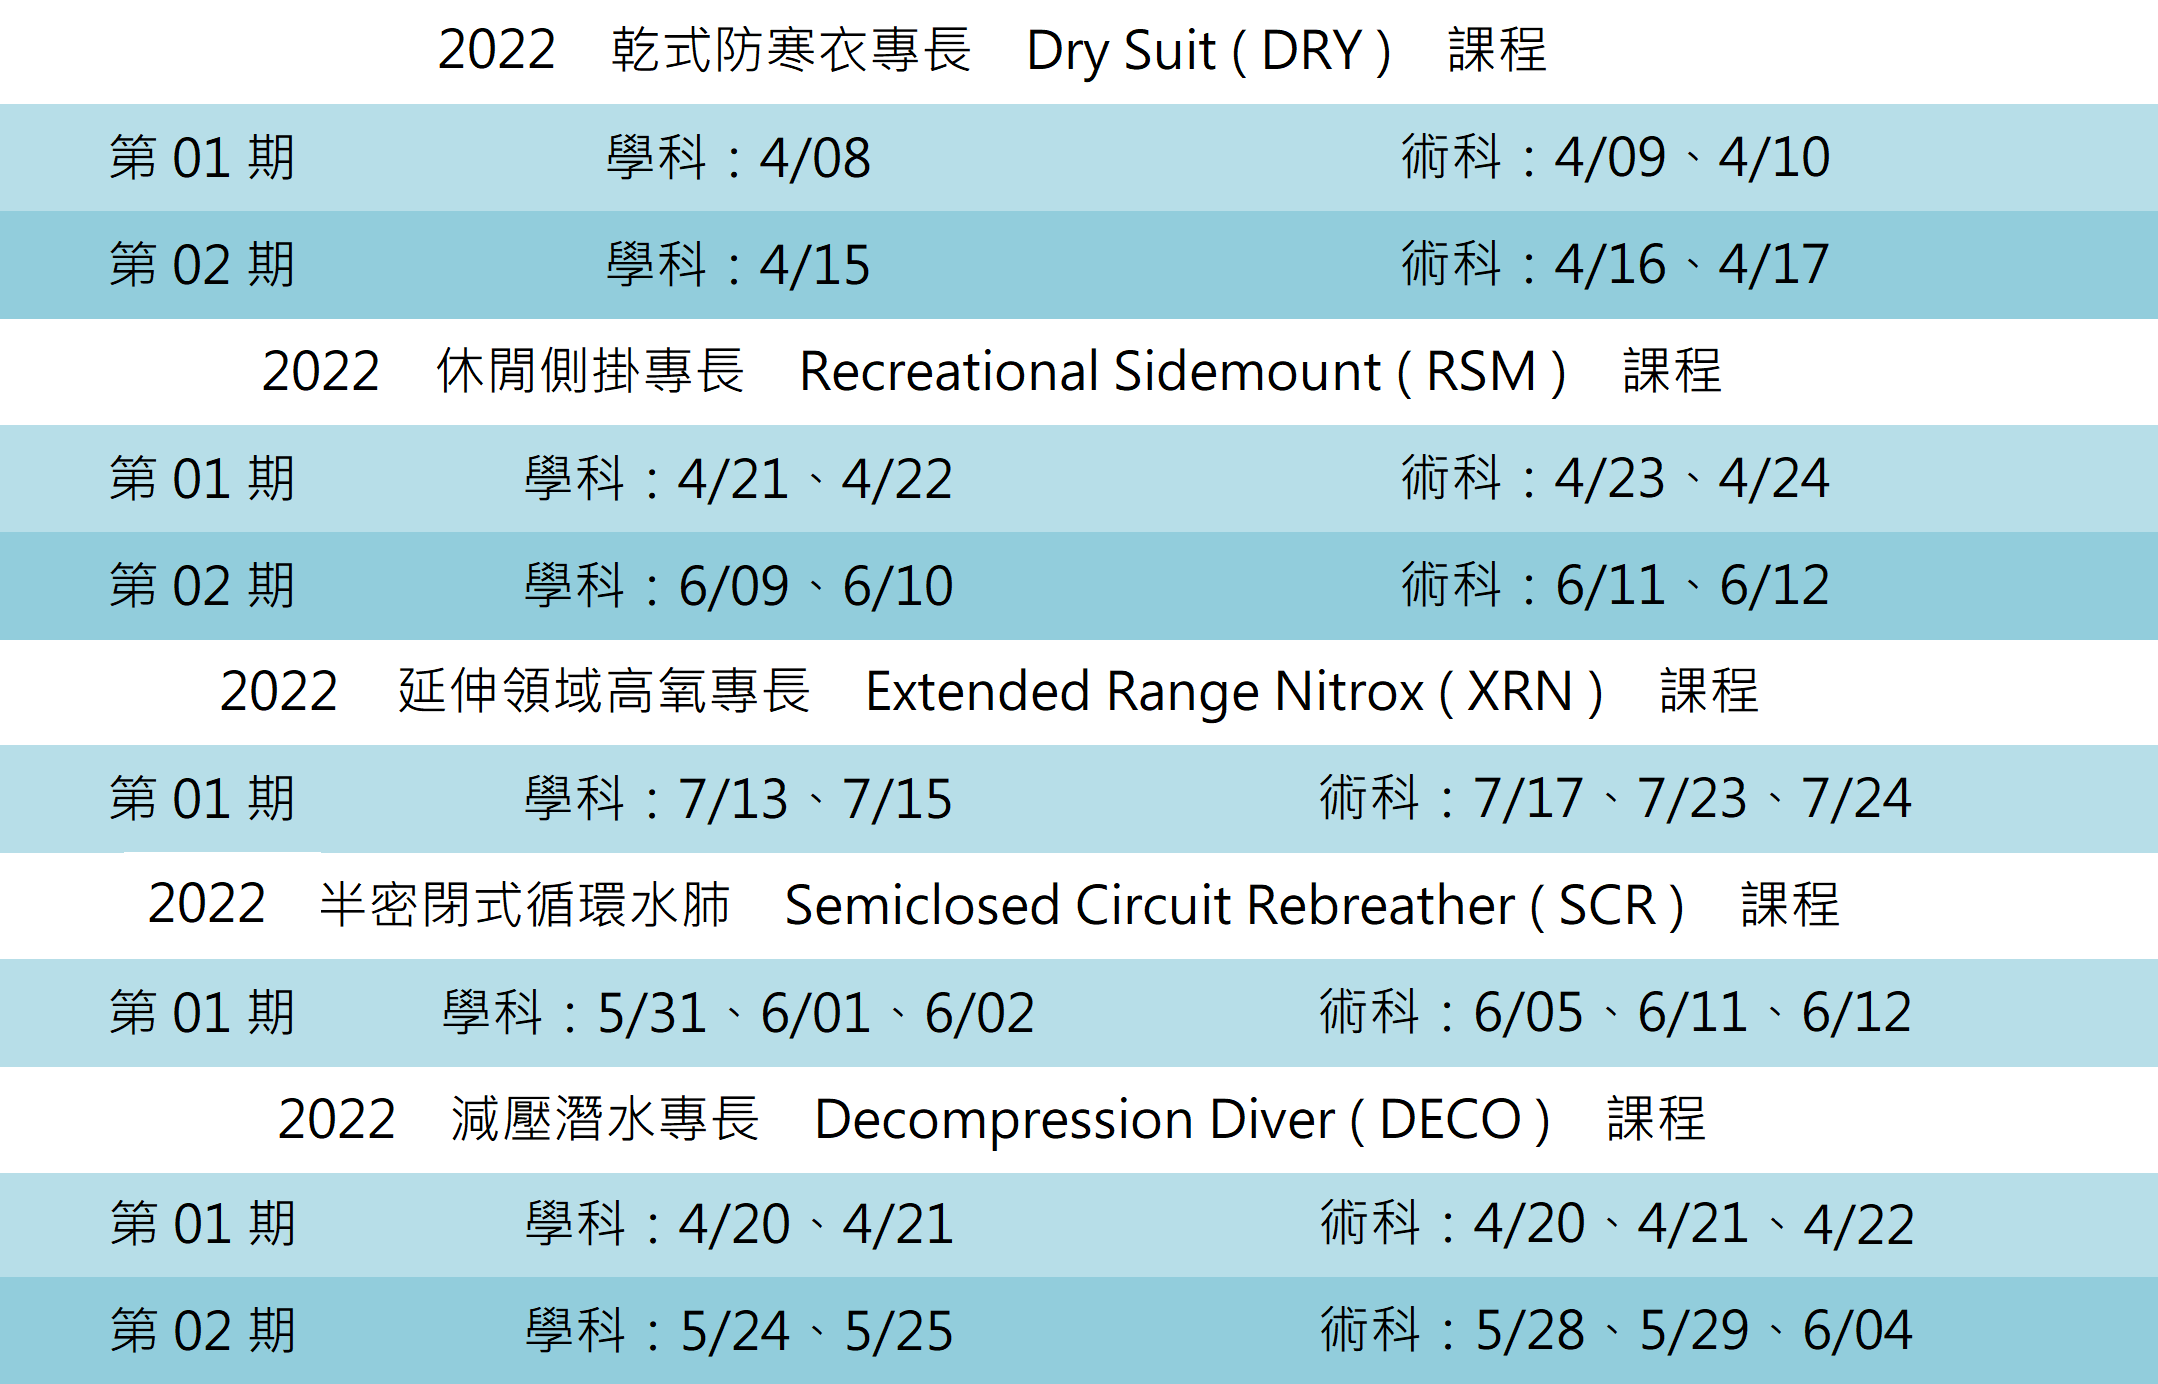 2022 乾式防寒衣專長 Dry Suit ( DRY ) 課程
第 01 期 學科：4/08 術科：4/09、4/10
第 02 期 學科：4/15 術科：4/16、4/17
2022 休閒側掛專長 Recreational Sidemount ( RSM ) 課程
第 01 期 學科：4/21、4/22 術科：4/23、4/24
第 02 期 學科：6/09、6/10 術科：6/11、6/12
2022 延伸領域高氧專長 Extended Range Nitrox ( XRN ) 課程
第 01 期 學科：7/13、7/15 術科：7/17、7/23、7/24
2022 半密閉式循環水肺 Semiclosed Circuit Rebreather ( SCR ) 課程
第 01 期 學科：5/31、6/01、6/02 術科：6/05、6/11、6/12
2022 減壓潛水專長 Decompression Diver ( DECO ) 課程
第 01 期 學科：4/20、4/21 術科：4/20、4/21、4/22
第 02 期 學科：5/24、5/25 術科：5/28、5/29、6/04